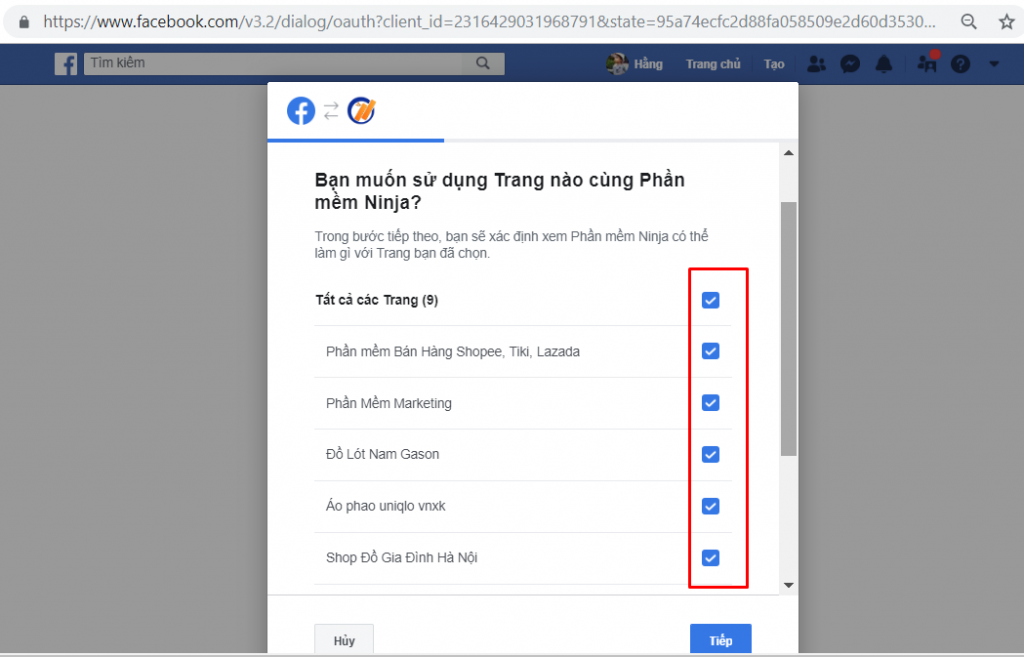 https://www.facebook.com/v3.2/dialog/oauth?client_id=2316429031968791&state=95a74ecfc2d88fa058509e2d60d3530...
Tìm kiếm
Hằng
Trang chủ
Tạo
Bạn muốn sử dụng Trang nào cùng Phần
mềm Ninja?
Trong bước tiếp theo, bạn sẽ xác định xem Phần mềm Ninja có thể
làm gì với Trang bạn đã chọn.
Tất cả các Trang (9)
Phần mềm Bán Hàng Shopee, Tiki, Lazada
Phần Mềm Marketing
Đồ Lót Nam Gason
Áo phao uniqlo vnxk
Shop Đồ Gia Đình Hà Nội
Hủy
Tiếp